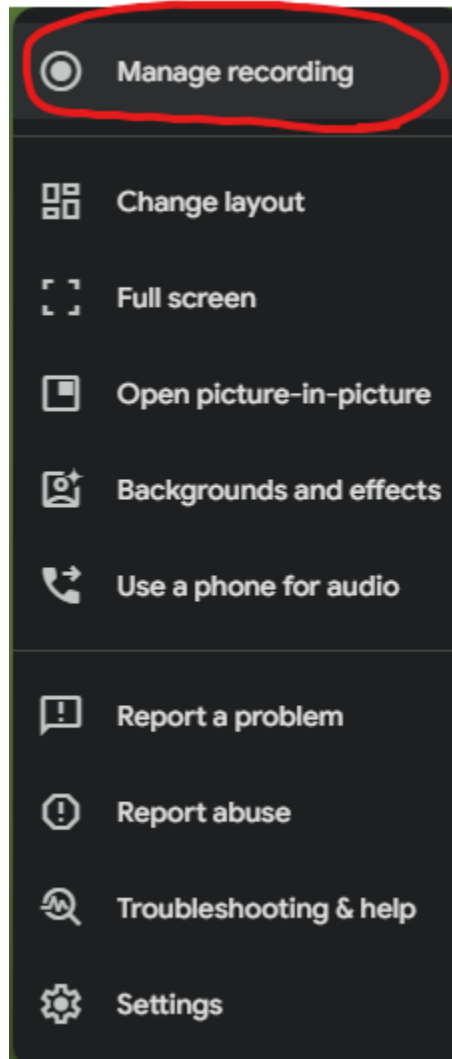 Manage recording
Change layout
Full screen
Open picture-in-picture
Backgrounds and effects
Use a phone for audio
Report a problem
Report abuse
Troubleshooting & help
Settings